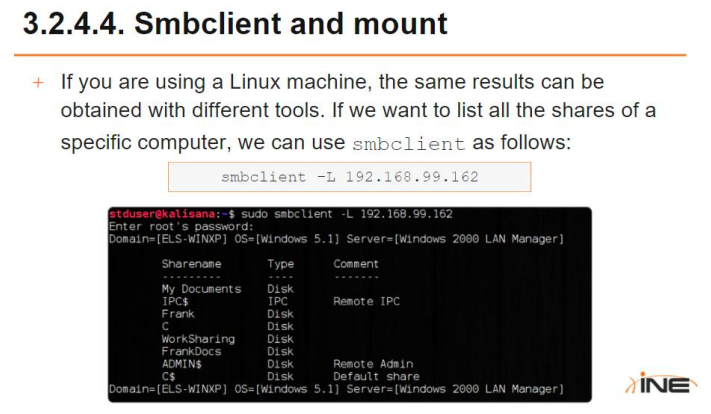 3.2.4.4. Smbclient and mount
+ If you are using a Linux machine, the same results can be
obtained with different tools. If we want to list all the shares of a
specific computer, we can use smbclient as follows:
smbclient -L 192.168.99.162
stduser@kalisana:~$ sudo smbclient -L 192.168.99.162
Enter root's password:
Domain=[ELS-WINXP] OS=[Windows 5.1] Server=[Windows 2000 LAN Manager]
Sharename Type Comment
--------- ---- -------
My Documents Disk
IPC$ IPC Remote IPC
Frank Disk
C Disk
WorkSharing Disk
FrankDocs Disk
ADMIN$ Disk Remote Admin
C$ Disk Default share
Domain=[ELS-WINXP] OS=[Windows 5.1] Server=[Windows 2000 LAN Manager]
INE